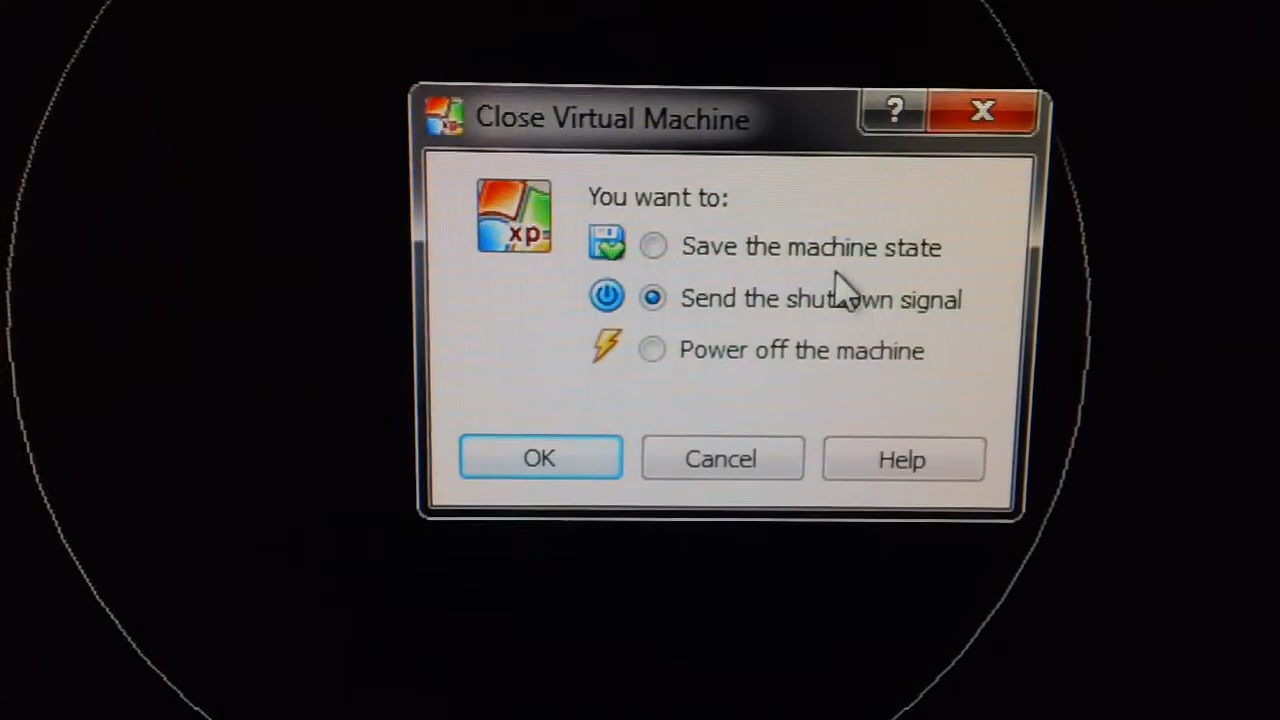 Close Virtual Machine
?
X
xp
You want to:
Save the machine state
Send the shutdown signal
Power off the machine
OK
Cancel
Help